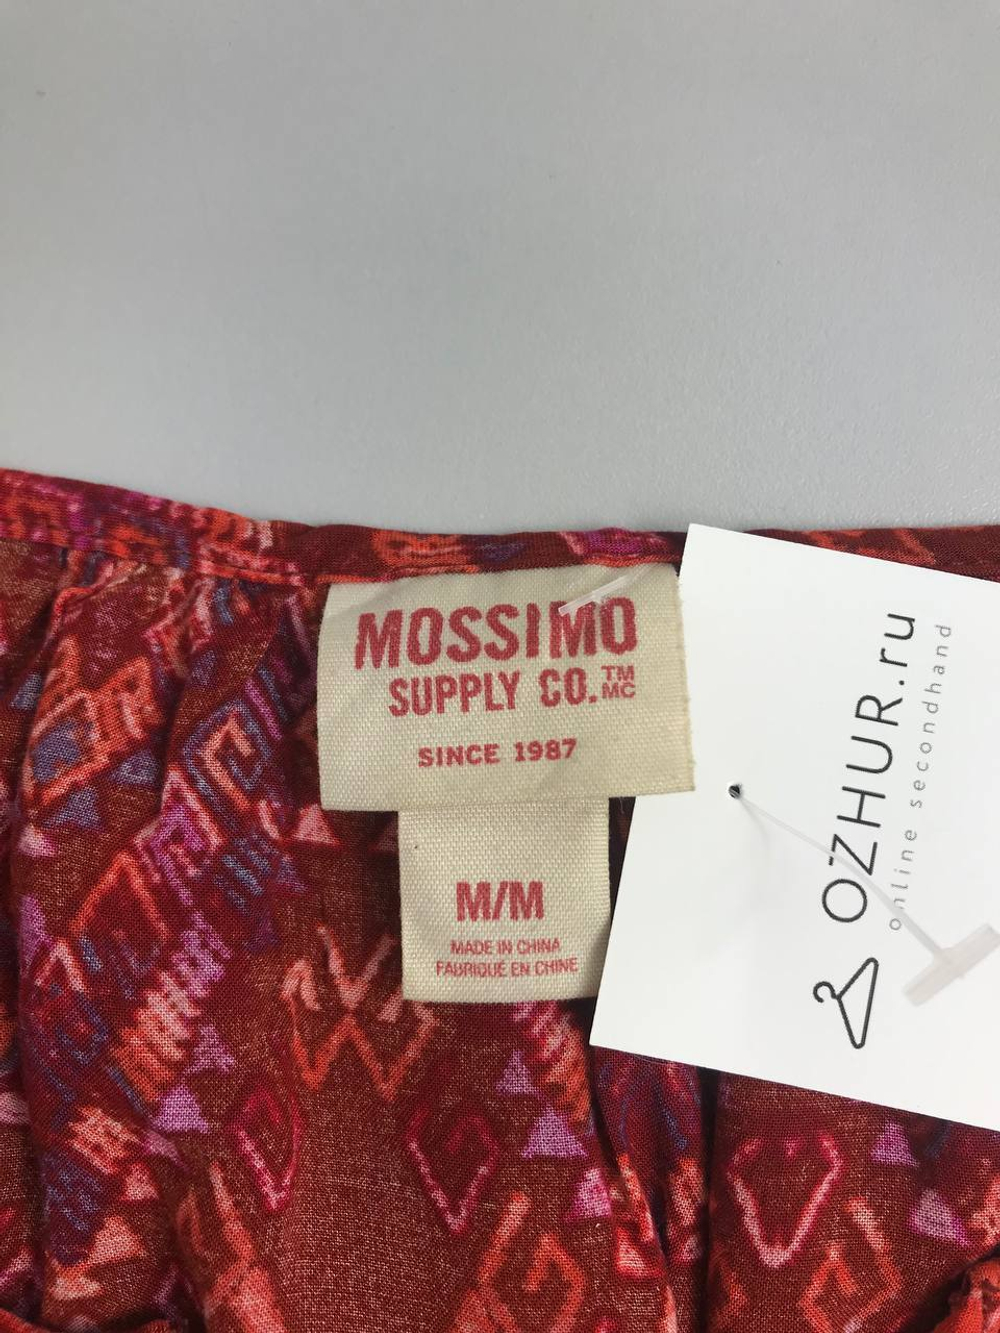 MOSSIMO
SUPPLY CO.™ MC
SINCE 1987
M/M
MADE IN CHINA
FABRIQUÉ EN CHINE
OZHUR.ru
online secondhand